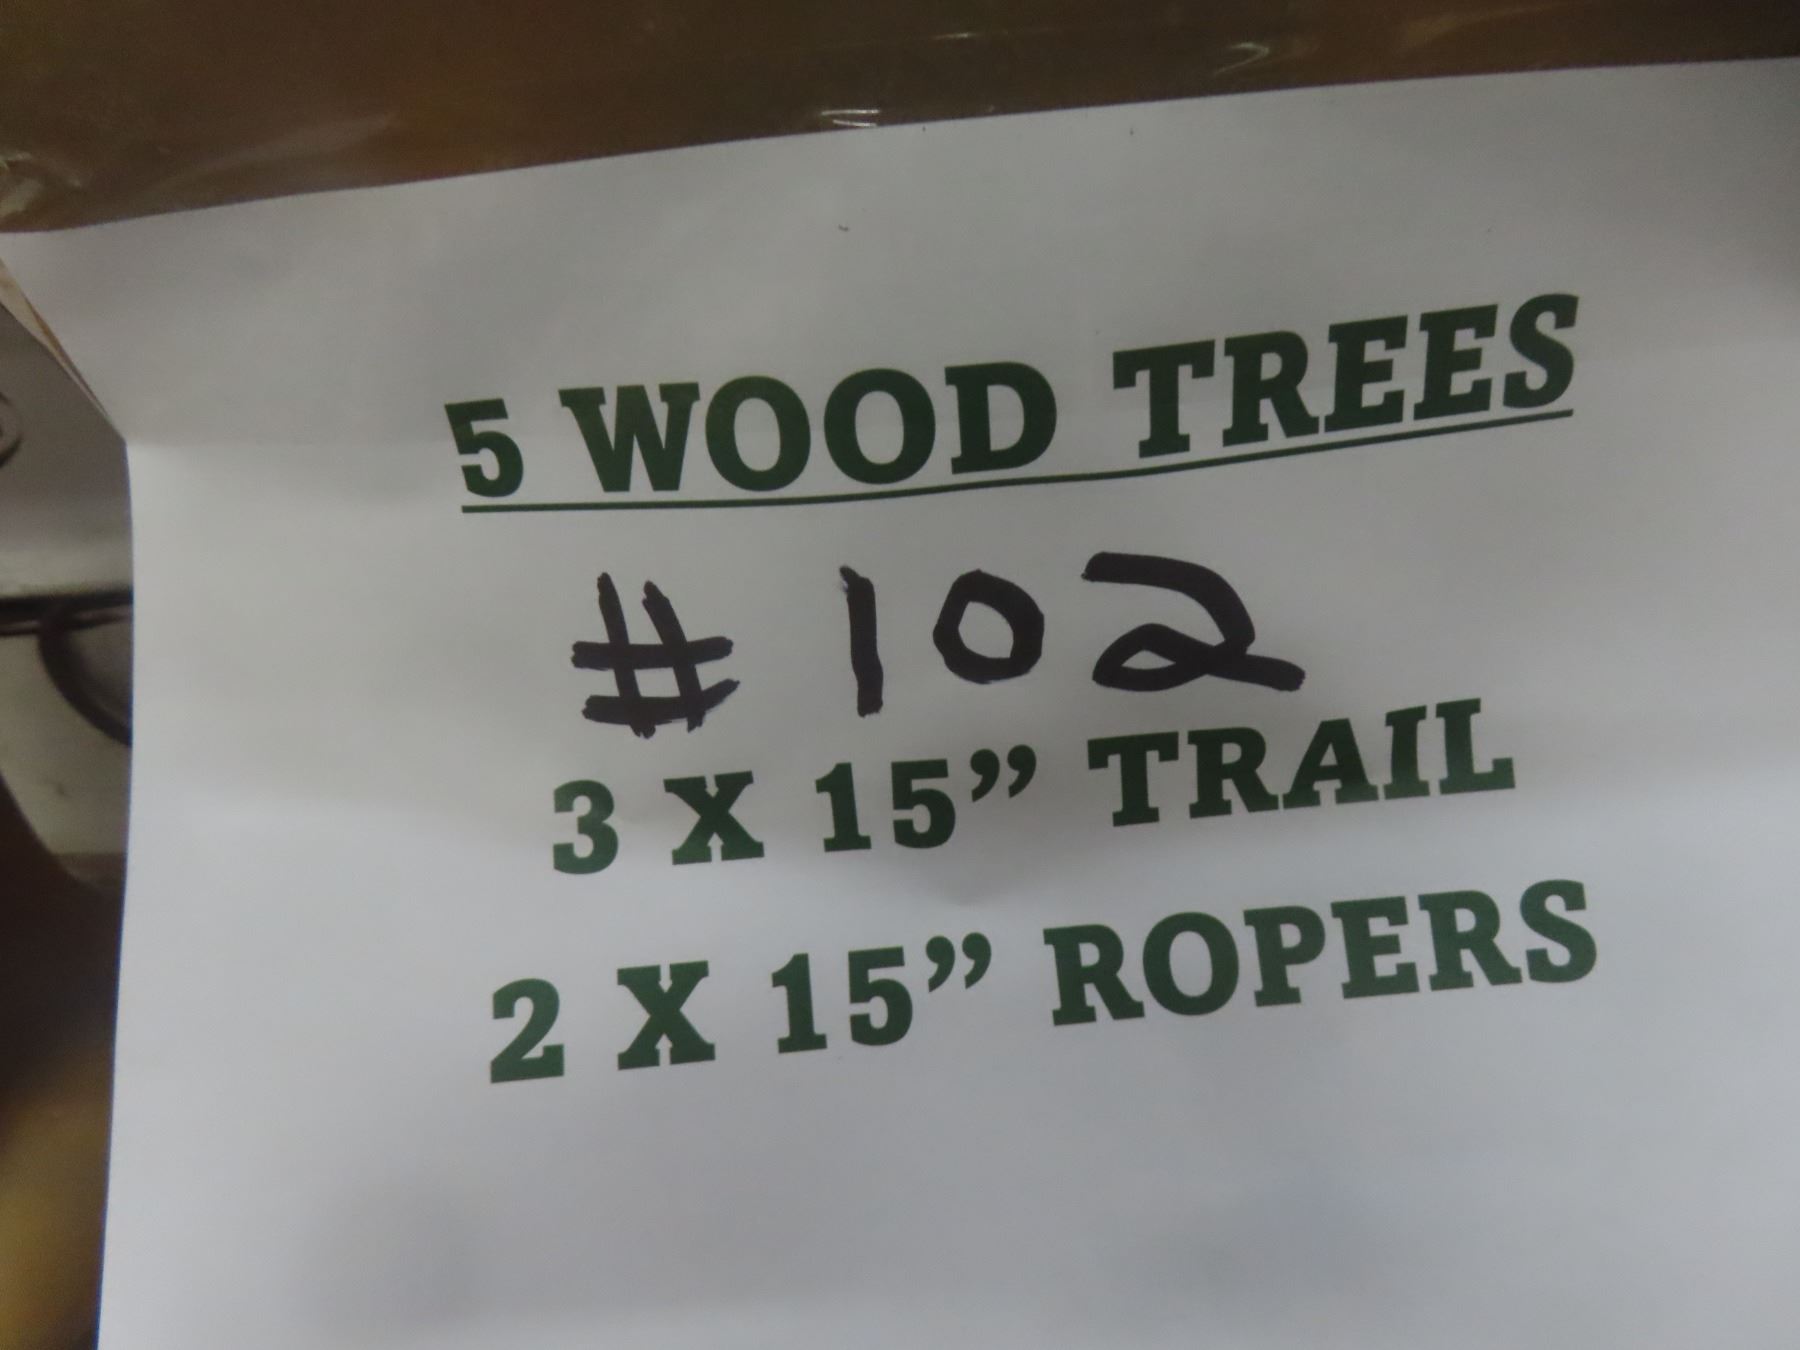 5 WOOD TREES
# 102
3 X 15” TRAIL
2 X 15” ROPERS